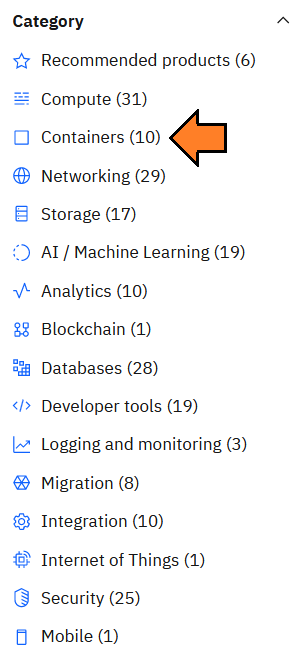 Category
Recommended products (6)
Compute (31)
Containers (10)
Networking (29)
Storage (17)
AI / Machine Learning (19)
Analytics (10)
Blockchain (1)
Databases (28)
Developer tools (19)
Logging and monitoring (3)
Migration (8)
Integration (10)
Internet of Things (1)
Security (25)
Mobile (1)